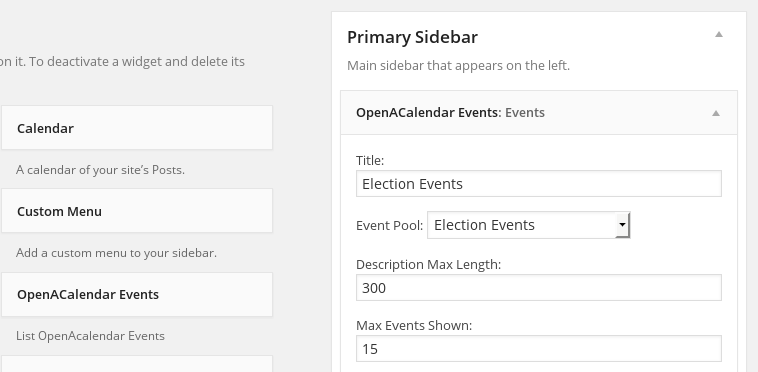 on it. To deactivate a widget and delete its
Calendar
A calendar of your site's Posts.
Custom Menu
Add a custom menu to your sidebar.
OpenACalendar Events
List OpenAcalendar Events
Primary Sidebar
Main sidebar that appears on the left.
OpenACalendar Events: Events
Title:
Election Events
Event Pool: Election Events
Description Max Length:
300
Max Events Shown:
15